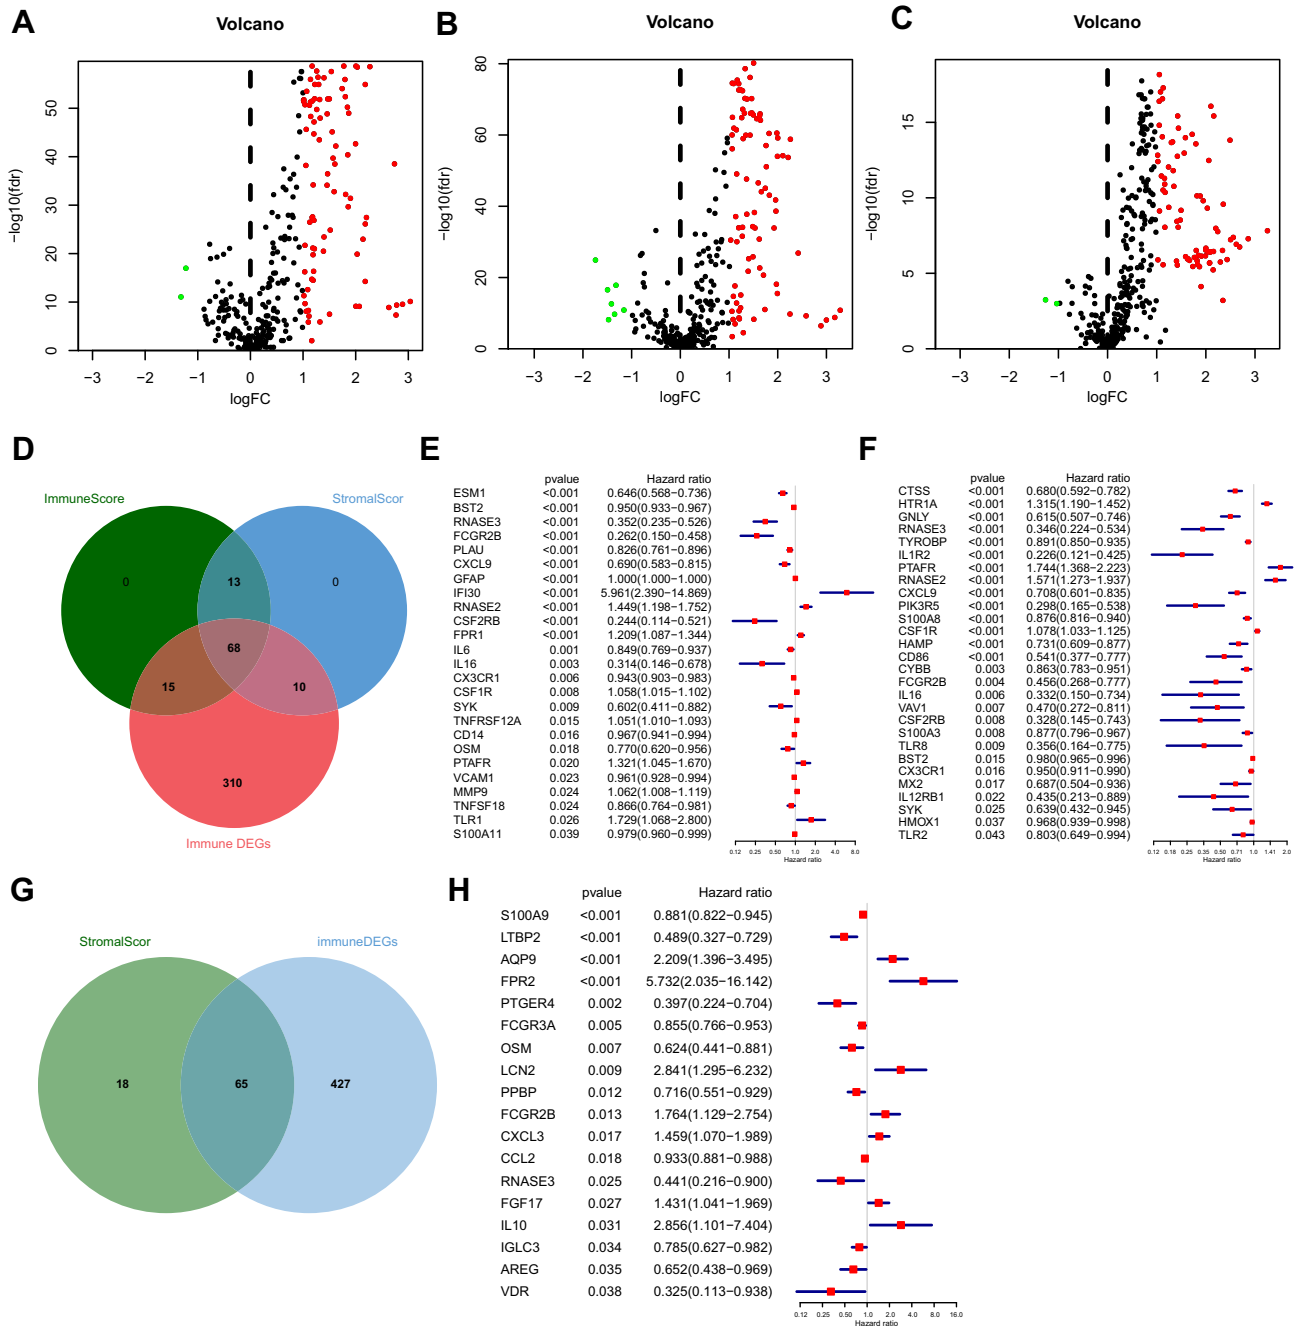 A
Volcano
−log10(fdr)
50
40
30
20
10
0
−3 −2 −1 0 1 2 3
logFC
B
Volcano
−log10(fdr)
80
60
40
20
0
−3 −2 −1 0 1 2 3
logFC
C
Volcano
−log10(fdr)
15
10
5
0
−3 −2 −1 0 1 2 3
logFC
D
ImmuneScore
StromalScor
0
13
0
68
15
10
310
Immune DEGs
E
pvalue Hazard ratio
ESM1 <0.001 0.646(0.568−0.736)
BST2 <0.001 0.950(0.933−0.967)
RNASE3 <0.001 0.352(0.235−0.526)
FCGR2B <0.001 0.262(0.150−0.458)
PLAU <0.001 0.826(0.761−0.896)
CXCL9 <0.001 0.690(0.583−0.815)
GFAP <0.001 1.000(1.000−1.000)
IFI30 <0.001 5.961(2.390−14.869)
RNASE2 <0.001 1.449(1.198−1.752)
CSF2RB <0.001 0.244(0.114−0.521)
FPR1 <0.001 1.209(1.087−1.344)
IL6 0.001 0.849(0.769−0.937)
IL16 0.003 0.314(0.146−0.678)
CX3CR1 0.006 0.943(0.903−0.983)
CSF1R 0.008 1.058(1.015−1.102)
SYK 0.009 0.602(0.411−0.882)
TNFRSF12A 0.015 1.051(1.010−1.093)
CD14 0.016 0.967(0.941−0.994)
OSM 0.018 0.770(0.620−0.956)
PTAFR 0.020 1.321(1.045−1.670)
VCAM1 0.023 0.961(0.928−0.994)
MMP9 0.024 1.062(1.008−1.119)
TNFSF18 0.024 0.866(0.764−0.981)
TLR1 0.026 1.729(1.068−2.800)
S100A11 0.039 0.979(0.960−0.999)
0.12 0.25 0.50 1.0 2.0 4.0 8.0
Hazard ratio
F
pvalue Hazard ratio
CTSS <0.001 0.680(0.592−0.782)
HTR1A <0.001 1.315(1.190−1.452)
GNLY <0.001 0.615(0.507−0.746)
RNASE3 <0.001 0.346(0.224−0.534)
TYROBP <0.001 0.891(0.850−0.935)
IL1R2 <0.001 0.226(0.121−0.425)
PTAFR <0.001 1.744(1.368−2.223)
RNASE2 <0.001 1.571(1.273−1.937)
CXCL9 <0.001 0.708(0.601−0.835)
PIK3R5 <0.001 0.298(0.165−0.538)
S100A8 <0.001 0.876(0.816−0.940)
CSF1R <0.001 1.078(1.033−1.125)
HAMP <0.001 0.731(0.609−0.877)
CD86 <0.001 0.541(0.377−0.777)
CYBB 0.003 0.863(0.783−0.951)
FCGR2B 0.004 0.456(0.268−0.777)
IL16 0.006 0.332(0.150−0.734)
VAV1 0.007 0.470(0.272−0.811)
CSF2RB 0.008 0.328(0.145−0.743)
S100A3 0.008 0.877(0.796−0.967)
TLR8 0.009 0.356(0.164−0.775)
BST2 0.015 0.980(0.965−0.996)
CX3CR1 0.016 0.950(0.911−0.990)
MX2 0.017 0.687(0.504−0.936)
IL12RB1 0.022 0.435(0.213−0.889)
SYK 0.025 0.639(0.432−0.945)
HMOX1 0.037 0.968(0.939−0.998)
TLR2 0.043 0.803(0.649−0.994)
0.12 0.18 0.25 0.35 0.50 0.71 1.0 1.41 2.0
Hazard ratio
G
StromalScor
immuneDEGs
18
65
427
H
pvalue Hazard ratio
S100A9 <0.001 0.881(0.822−0.945)
LTBP2 <0.001 0.489(0.327−0.729)
AQP9 <0.001 2.209(1.396−3.495)
FPR2 <0.001 5.732(2.035−16.142)
PTGER4 0.002 0.397(0.224−0.704)
FCGR3A 0.005 0.855(0.766−0.953)
OSM 0.007 0.624(0.441−0.881)
LCN2 0.009 2.841(1.295−6.232)
PPBP 0.012 0.716(0.551−0.929)
FCGR2B 0.013 1.764(1.129−2.754)
CXCL3 0.017 1.459(1.070−1.989)
CCL2 0.018 0.933(0.881−0.988)
RNASE3 0.025 0.441(0.216−0.900)
FGF17 0.027 1.431(1.041−1.969)
IL10 0.031 2.856(1.101−7.404)
IGLC3 0.034 0.785(0.627−0.982)
AREG 0.035 0.652(0.438−0.969)
VDR 0.038 0.325(0.113−0.938)
0.12 0.25 0.50 1.0 2.0 4.0 8.0 16.0
Hazard ratio